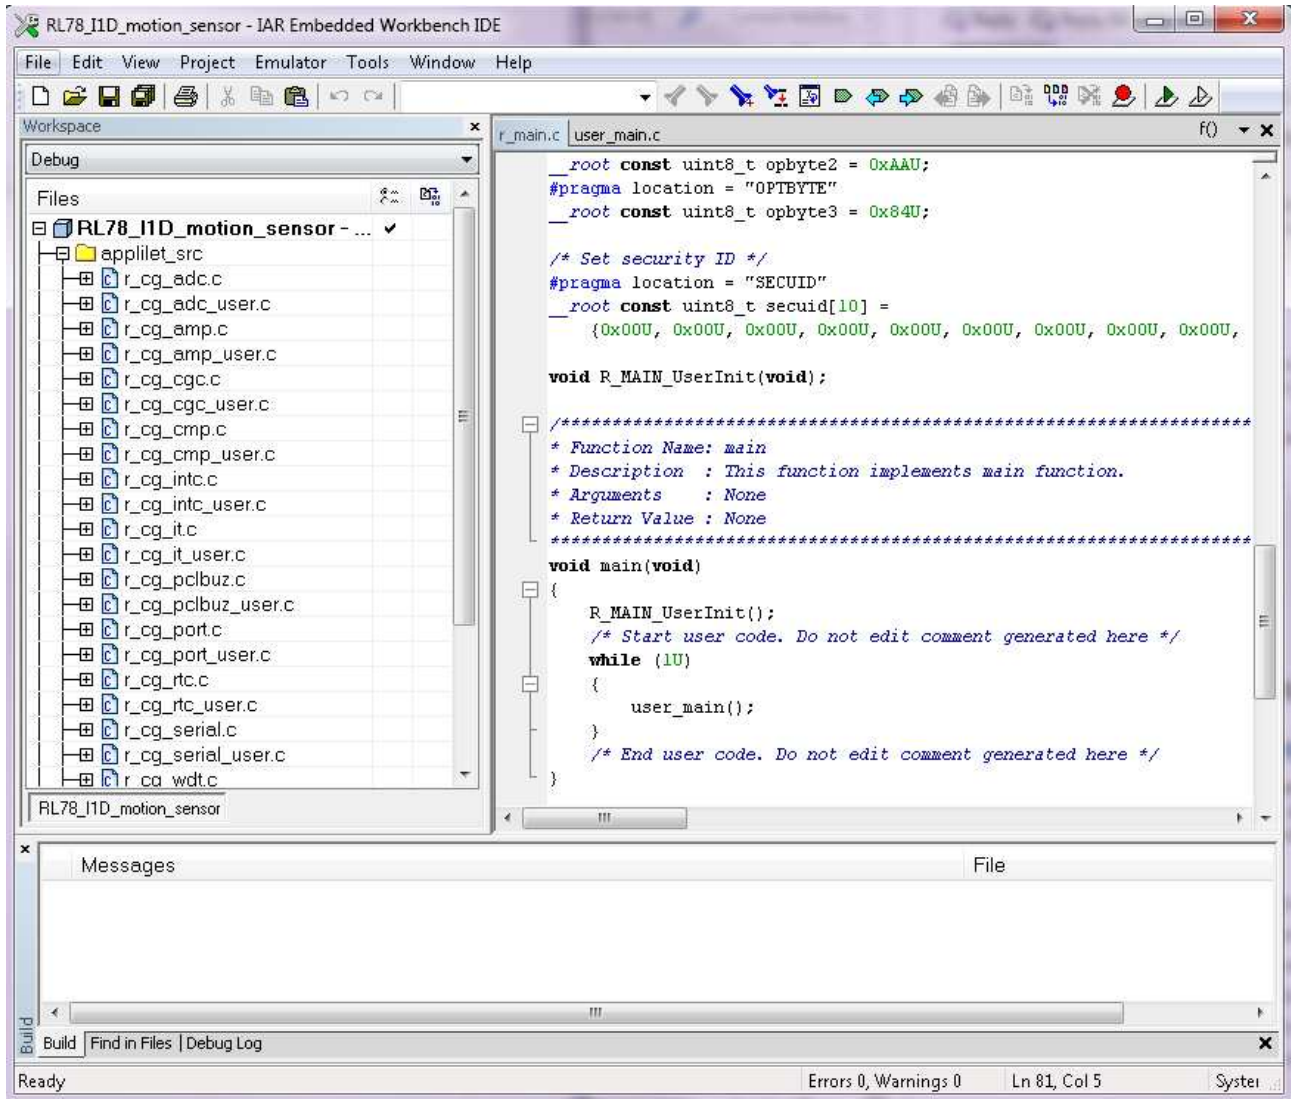 RL78_I1D_motion_sensor - IAR Embedded Workbench IDE
File Edit View Project Emulator Tools Window Help
Workspace
Debug
Files
RL78_I1D_motion_sensor - ...
applilet_src
r_cg_adc.c
r_cg_adc_user.c
r_cg_amp.c
r_cg_amp_user.c
r_cg_cgc.c
r_cg_cgc_user.c
r_cg_cmp.c
r_cg_cmp_user.c
r_cg_intc.c
r_cg_intc_user.c
r_cg_it.c
r_cg_it_user.c
r_cg_pclbuz.c
r_cg_pclbuz_user.c
r_cg_port.c
r_cg_port_user.c
r_cg_rtc.c
r_cg_rtc_user.c
r_cg_serial.c
r_cg_serial_user.c
r_cg_wdt.c
RL78_I1D_motion_sensor
r_main.c user_main.c f()
__root const uint8_t opbyte2 = 0xAAU;
#pragma location = "OPTBYTE"
__root const uint8_t opbyte3 = 0x84U;
/* Set security ID */
#pragma location = "SECUID"
__root const uint8_t secuid[10] =
{0x00U, 0x00U, 0x00U, 0x00U, 0x00U, 0x00U, 0x00U, 0x00U, 0x00U,
void R_MAIN_UserInit(void);
/**********************************************************************
* Function Name: main
* Description : This function implements main function.
* Arguments : None
* Return Value : None
***********************************************************************
void main(void)
{
R_MAIN_UserInit();
/* Start user code. Do not edit comment generated here */
while (1U)
{
user_main();
}
/* End user code. Do not edit comment generated here */
}
Messages File
Build
Build Find in Files Debug Log
Ready Errors 0, Warnings 0 Ln 81, Col 5 Syster